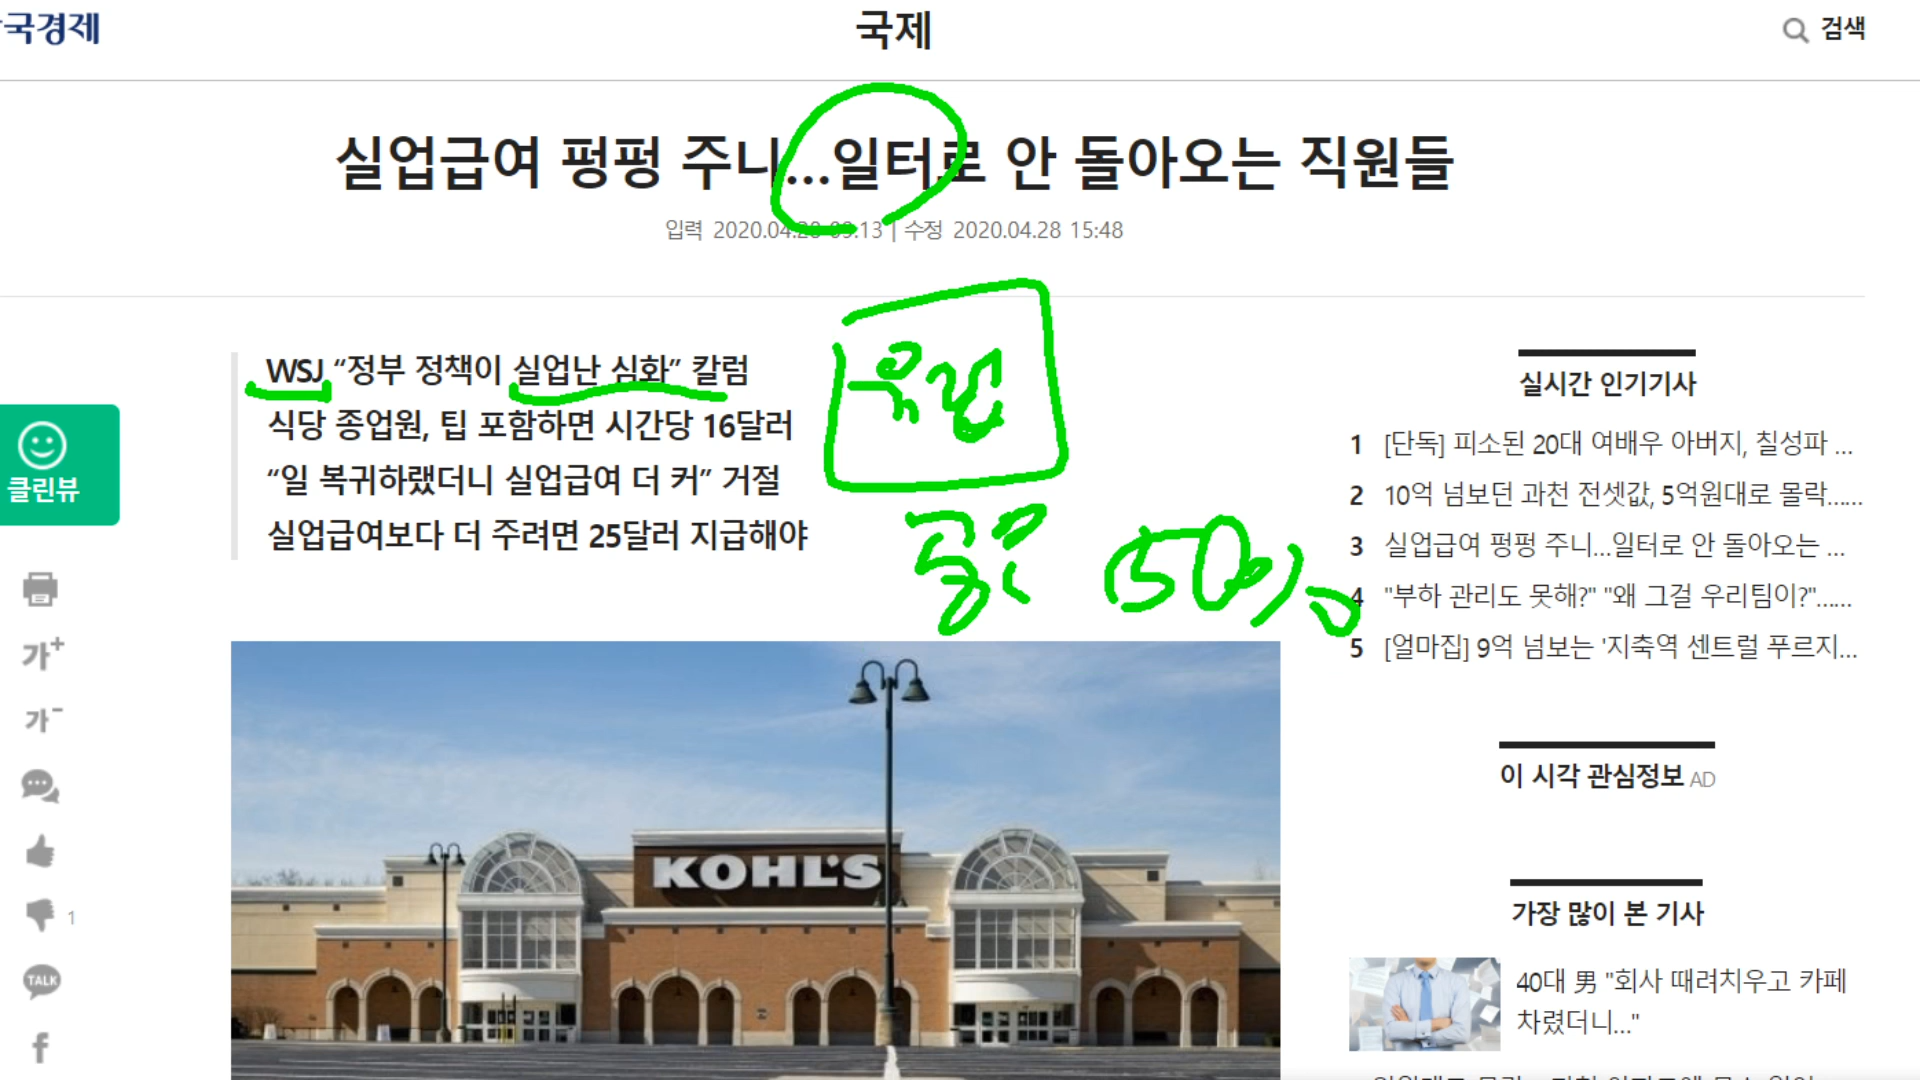 국경제
국제
검색
실업급여 펑펑 주니...일터로 안 돌아오는 직원들
입력 2020.04.28 09:13 | 수정 2020.04.28 15:48
WSJ “정부 정책이 실업난 심화” 칼럼
식당 종업원, 팁 포함하면 시간당 16달러
“일 복귀하랬더니 실업급여 더 커” 거절
실업급여보다 더 주려면 25달러 지급해야
유럽
50%
클린뷰
가+
가-
1
TALK
f
KOHL'S
실시간 인기기사
1 [단독] 피소된 20대 여배우 아버지, 칠성파 ...
2 10억 넘보던 과천 전셋값, 5억원대로 몰락......
3 실업급여 펑펑 주니...일터로 안 돌아오는 ...
4 "부하 관리도 못해?" "왜 그걸 우리팀이?"......
5 [얼마집] 9억 넘보는 '지축역 센트럴 푸르지...
이 시각 관심정보 AD
가장 많이 본 기사
40대 男 "회사 때려치우고 카페
차렸더니..."